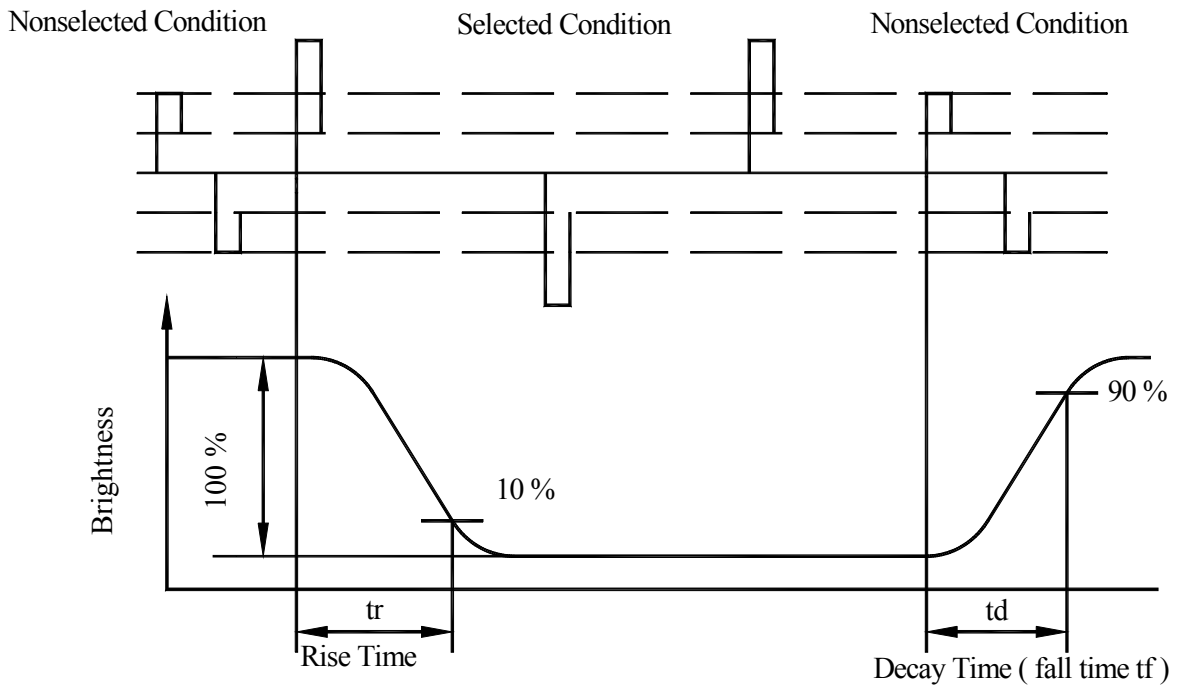 Nonselected Condition
Selected Condition
Nonselected Condition
Brightness
100 %
10 %
90 %
tr
Rise Time
td
Decay Time ( fall time tf )